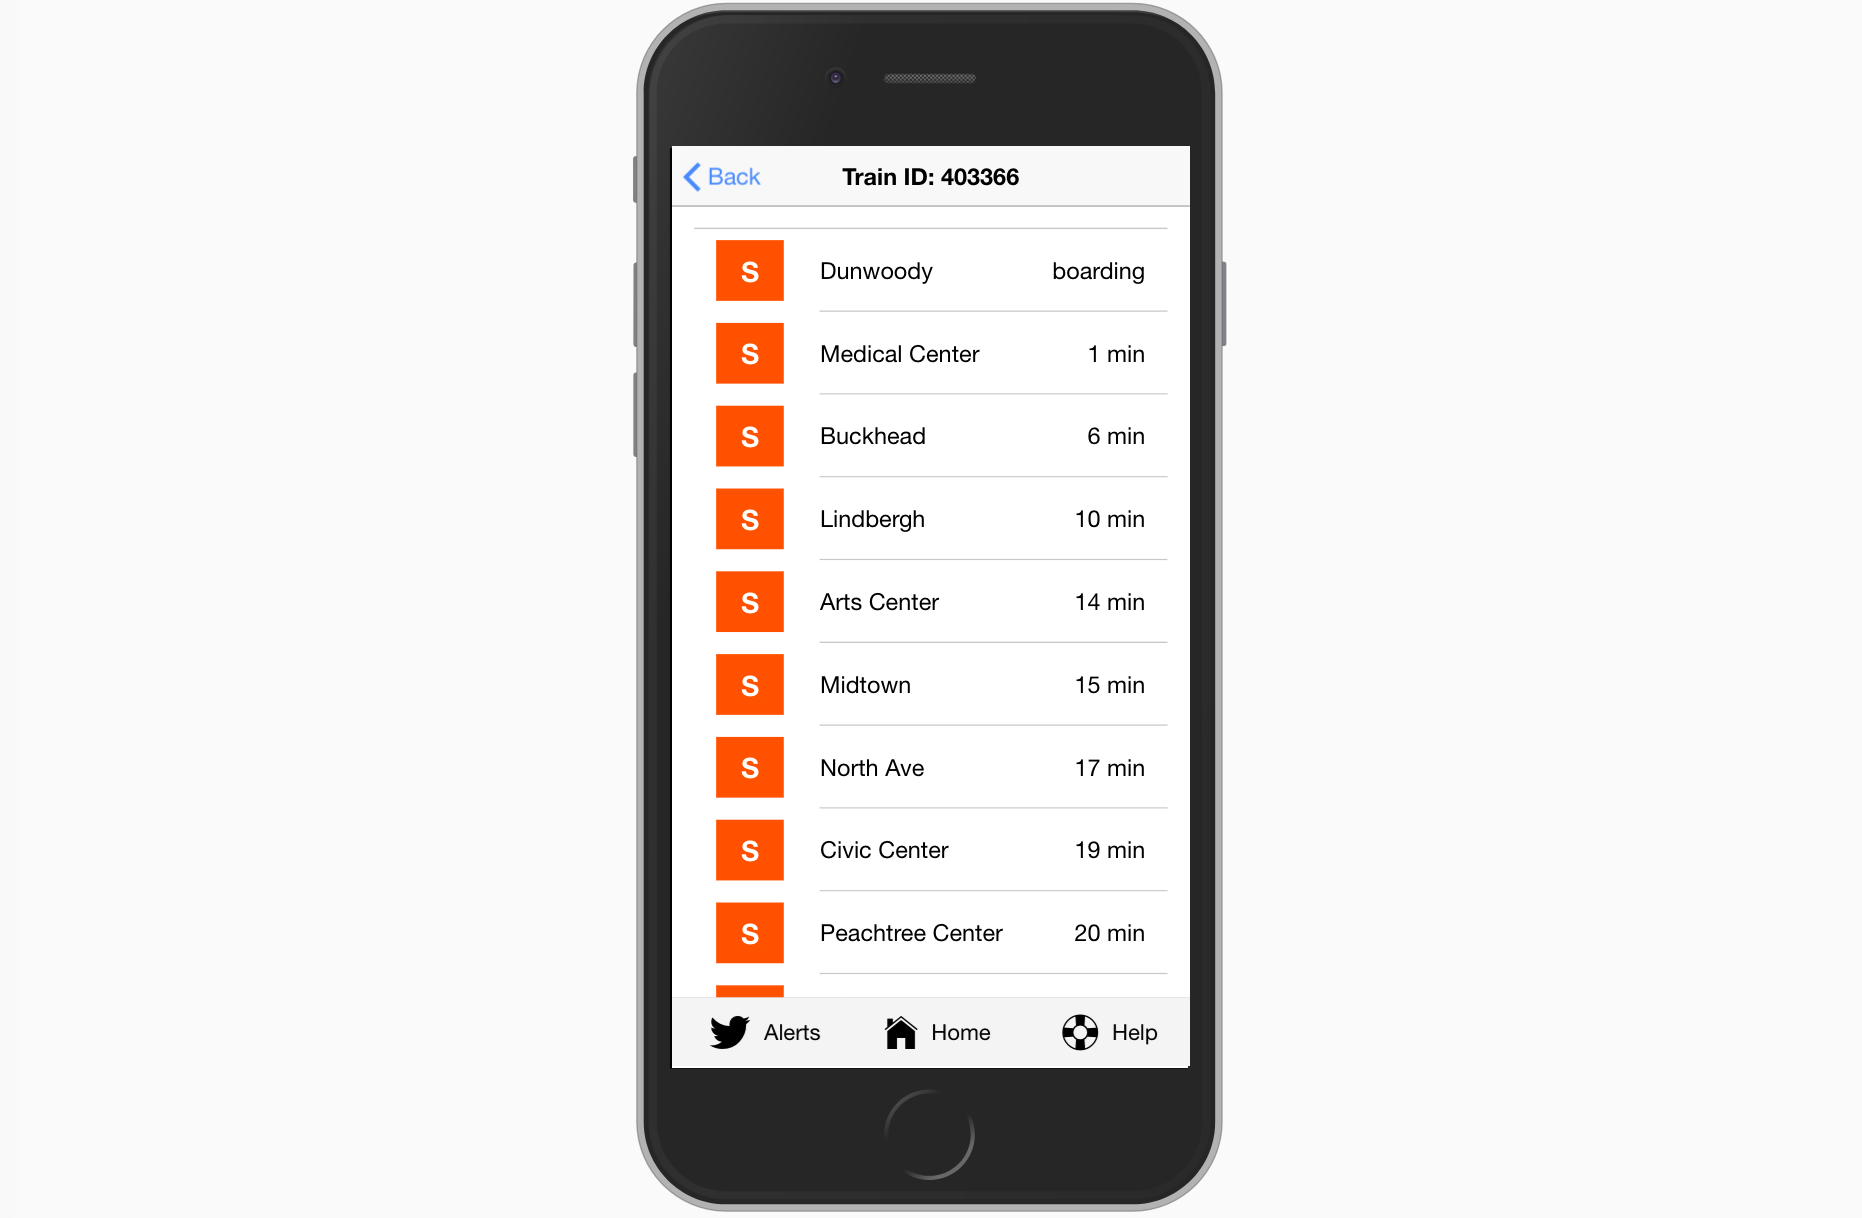 Back
Train ID: 403366
S Dunwoody boarding
S Medical Center 1 min
S Buckhead 6 min
S Lindbergh 10 min
S Arts Center 14 min
S Midtown 15 min
S North Ave 17 min
S Civic Center 19 min
S Peachtree Center 20 min
Alerts Home Help